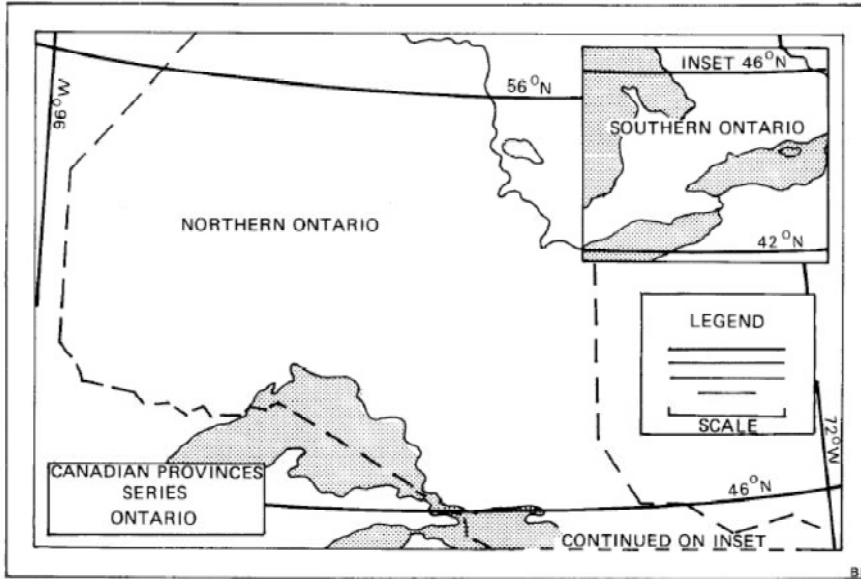 INSET 46°N
56°N
96°W
SOUTHERN ONTARIO
NORTHERN ONTARIO
42°N
LEGEND
SCALE
72°W
CANADIAN PROVINCES
SERIES
ONTARIO
46°N
CONTINUED ON INSET
B